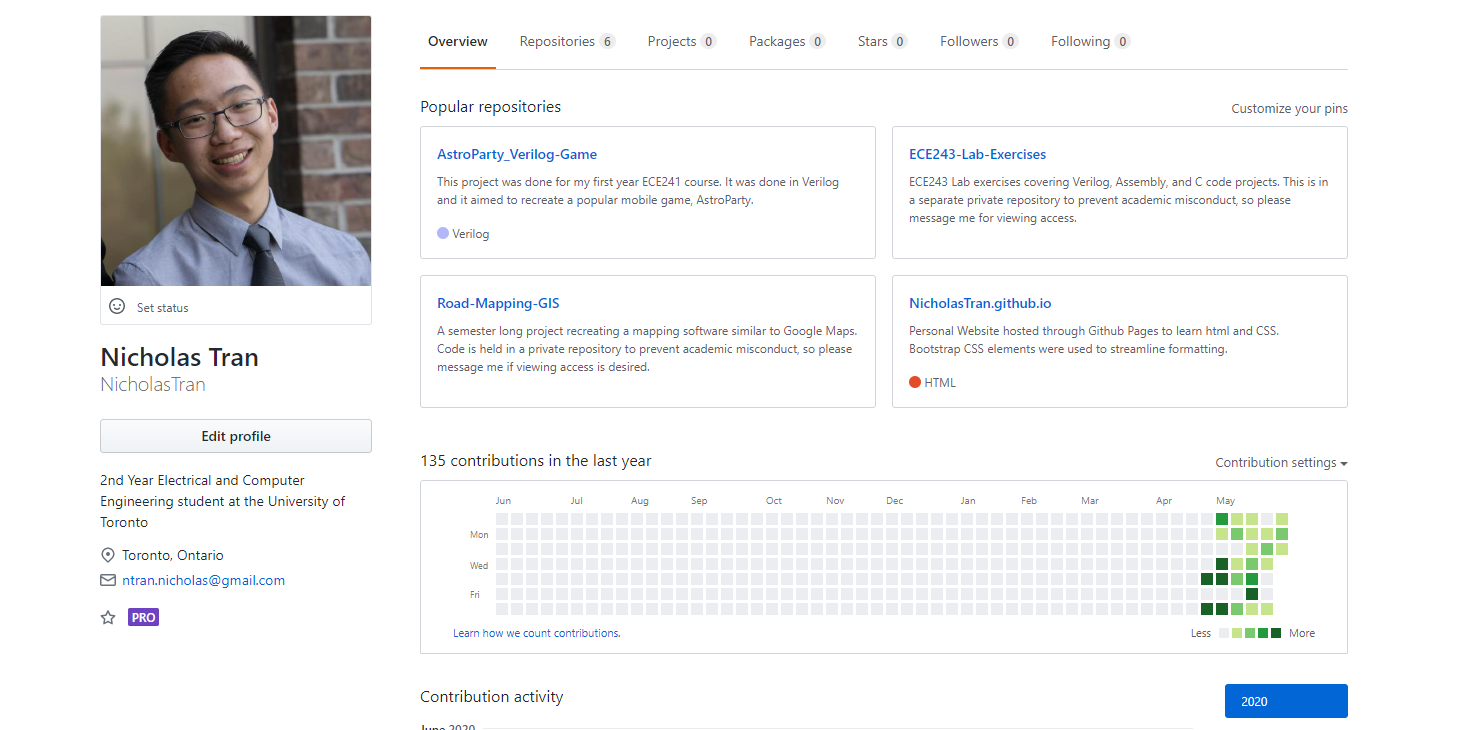 Overview Repositories 6 Projects 0 Packages 0 Stars 0 Followers 0 Following 0
Set status
Nicholas Tran
NicholasTran
Edit profile
2nd Year Electrical and Computer
Engineering student at the University of
Toronto
Toronto, Ontario
ntran.nicholas@gmail.com
PRO
Popular repositories
Customize your pins
AstroParty_Verilog-Game
This project was done for my first year ECE241 course. It was done in Verilog
and it aimed to recreate a popular mobile game, AstroParty.
Verilog
ECE243-Lab-Exercises
ECE243 Lab exercises covering Verilog, Assembly, and C code projects. This is in
a separate private repository to prevent academic misconduct, so please
message me for viewing access.
Road-Mapping-GIS
A semester long project recreating a mapping software similar to Google Maps.
Code is held in a private repository to prevent academic misconduct, so please
message me if viewing access is desired.
NicholasTran.github.io
Personal Website hosted through Github Pages to learn html and CSS.
Bootstrap CSS elements were used to streamline formatting.
HTML
135 contributions in the last year
Contribution settings
Jun Jul Aug Sep Oct Nov Dec Jan Feb Mar Apr May
Mon
Wed
Fri
Learn how we count contributions.
Less More
Contribution activity
2020
June 2020